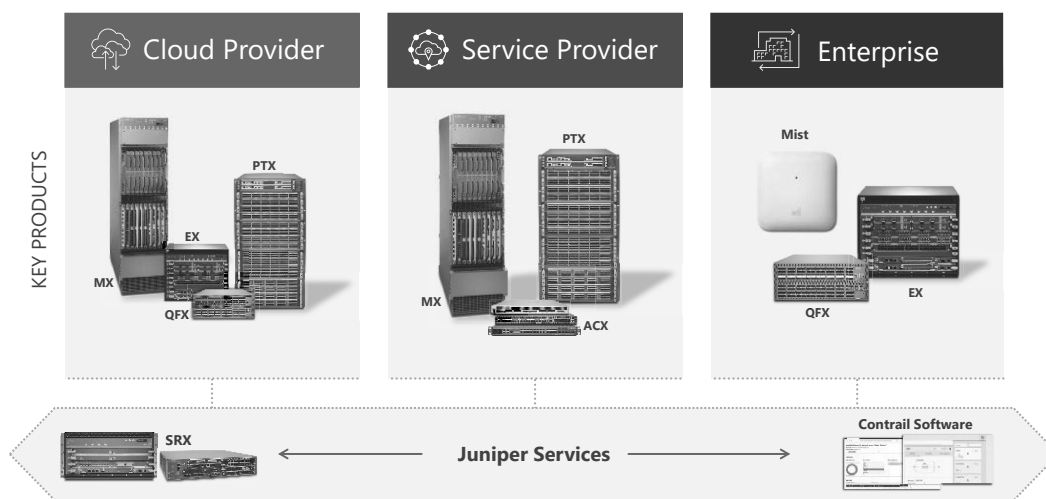 Cloud Provider
Service Provider
Enterprise
KEY PRODUCTS
MX
EX
QFX
PTX
MX
PTX
ACX
Mist
QFX
EX
SRX
Juniper Services
Contrail Software